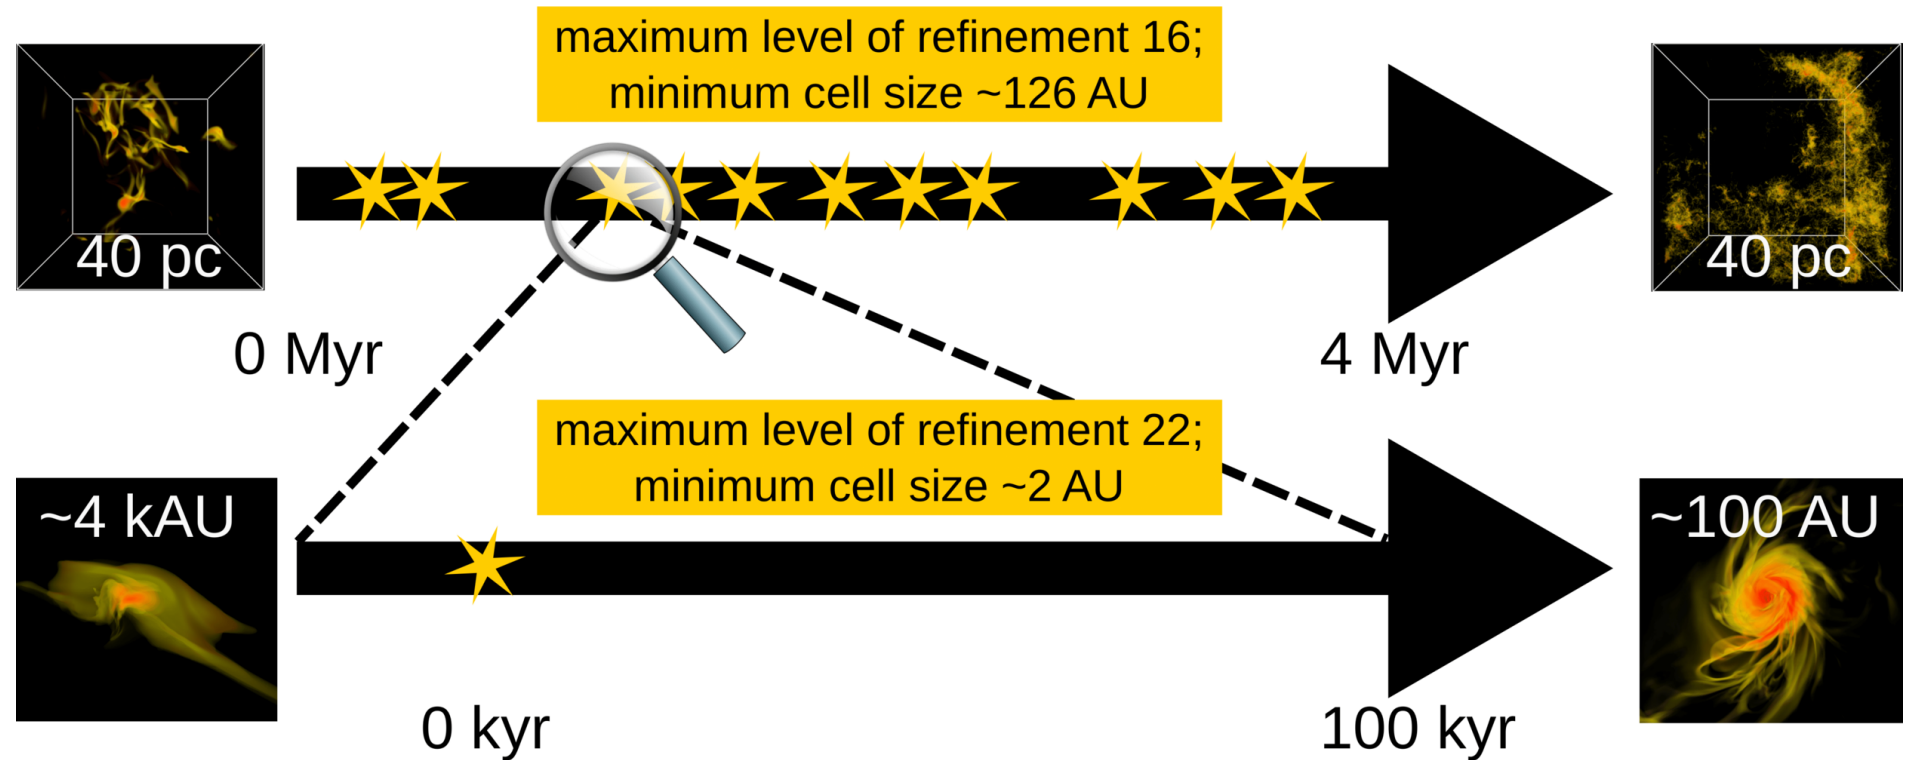 maximum level of refinement 16;
minimum cell size ~126 AU
40 pc
40 pc
0 Myr
4 Myr
maximum level of refinement 22;
minimum cell size ~2 AU
~4 kAU
~100 AU
0 kyr
100 kyr